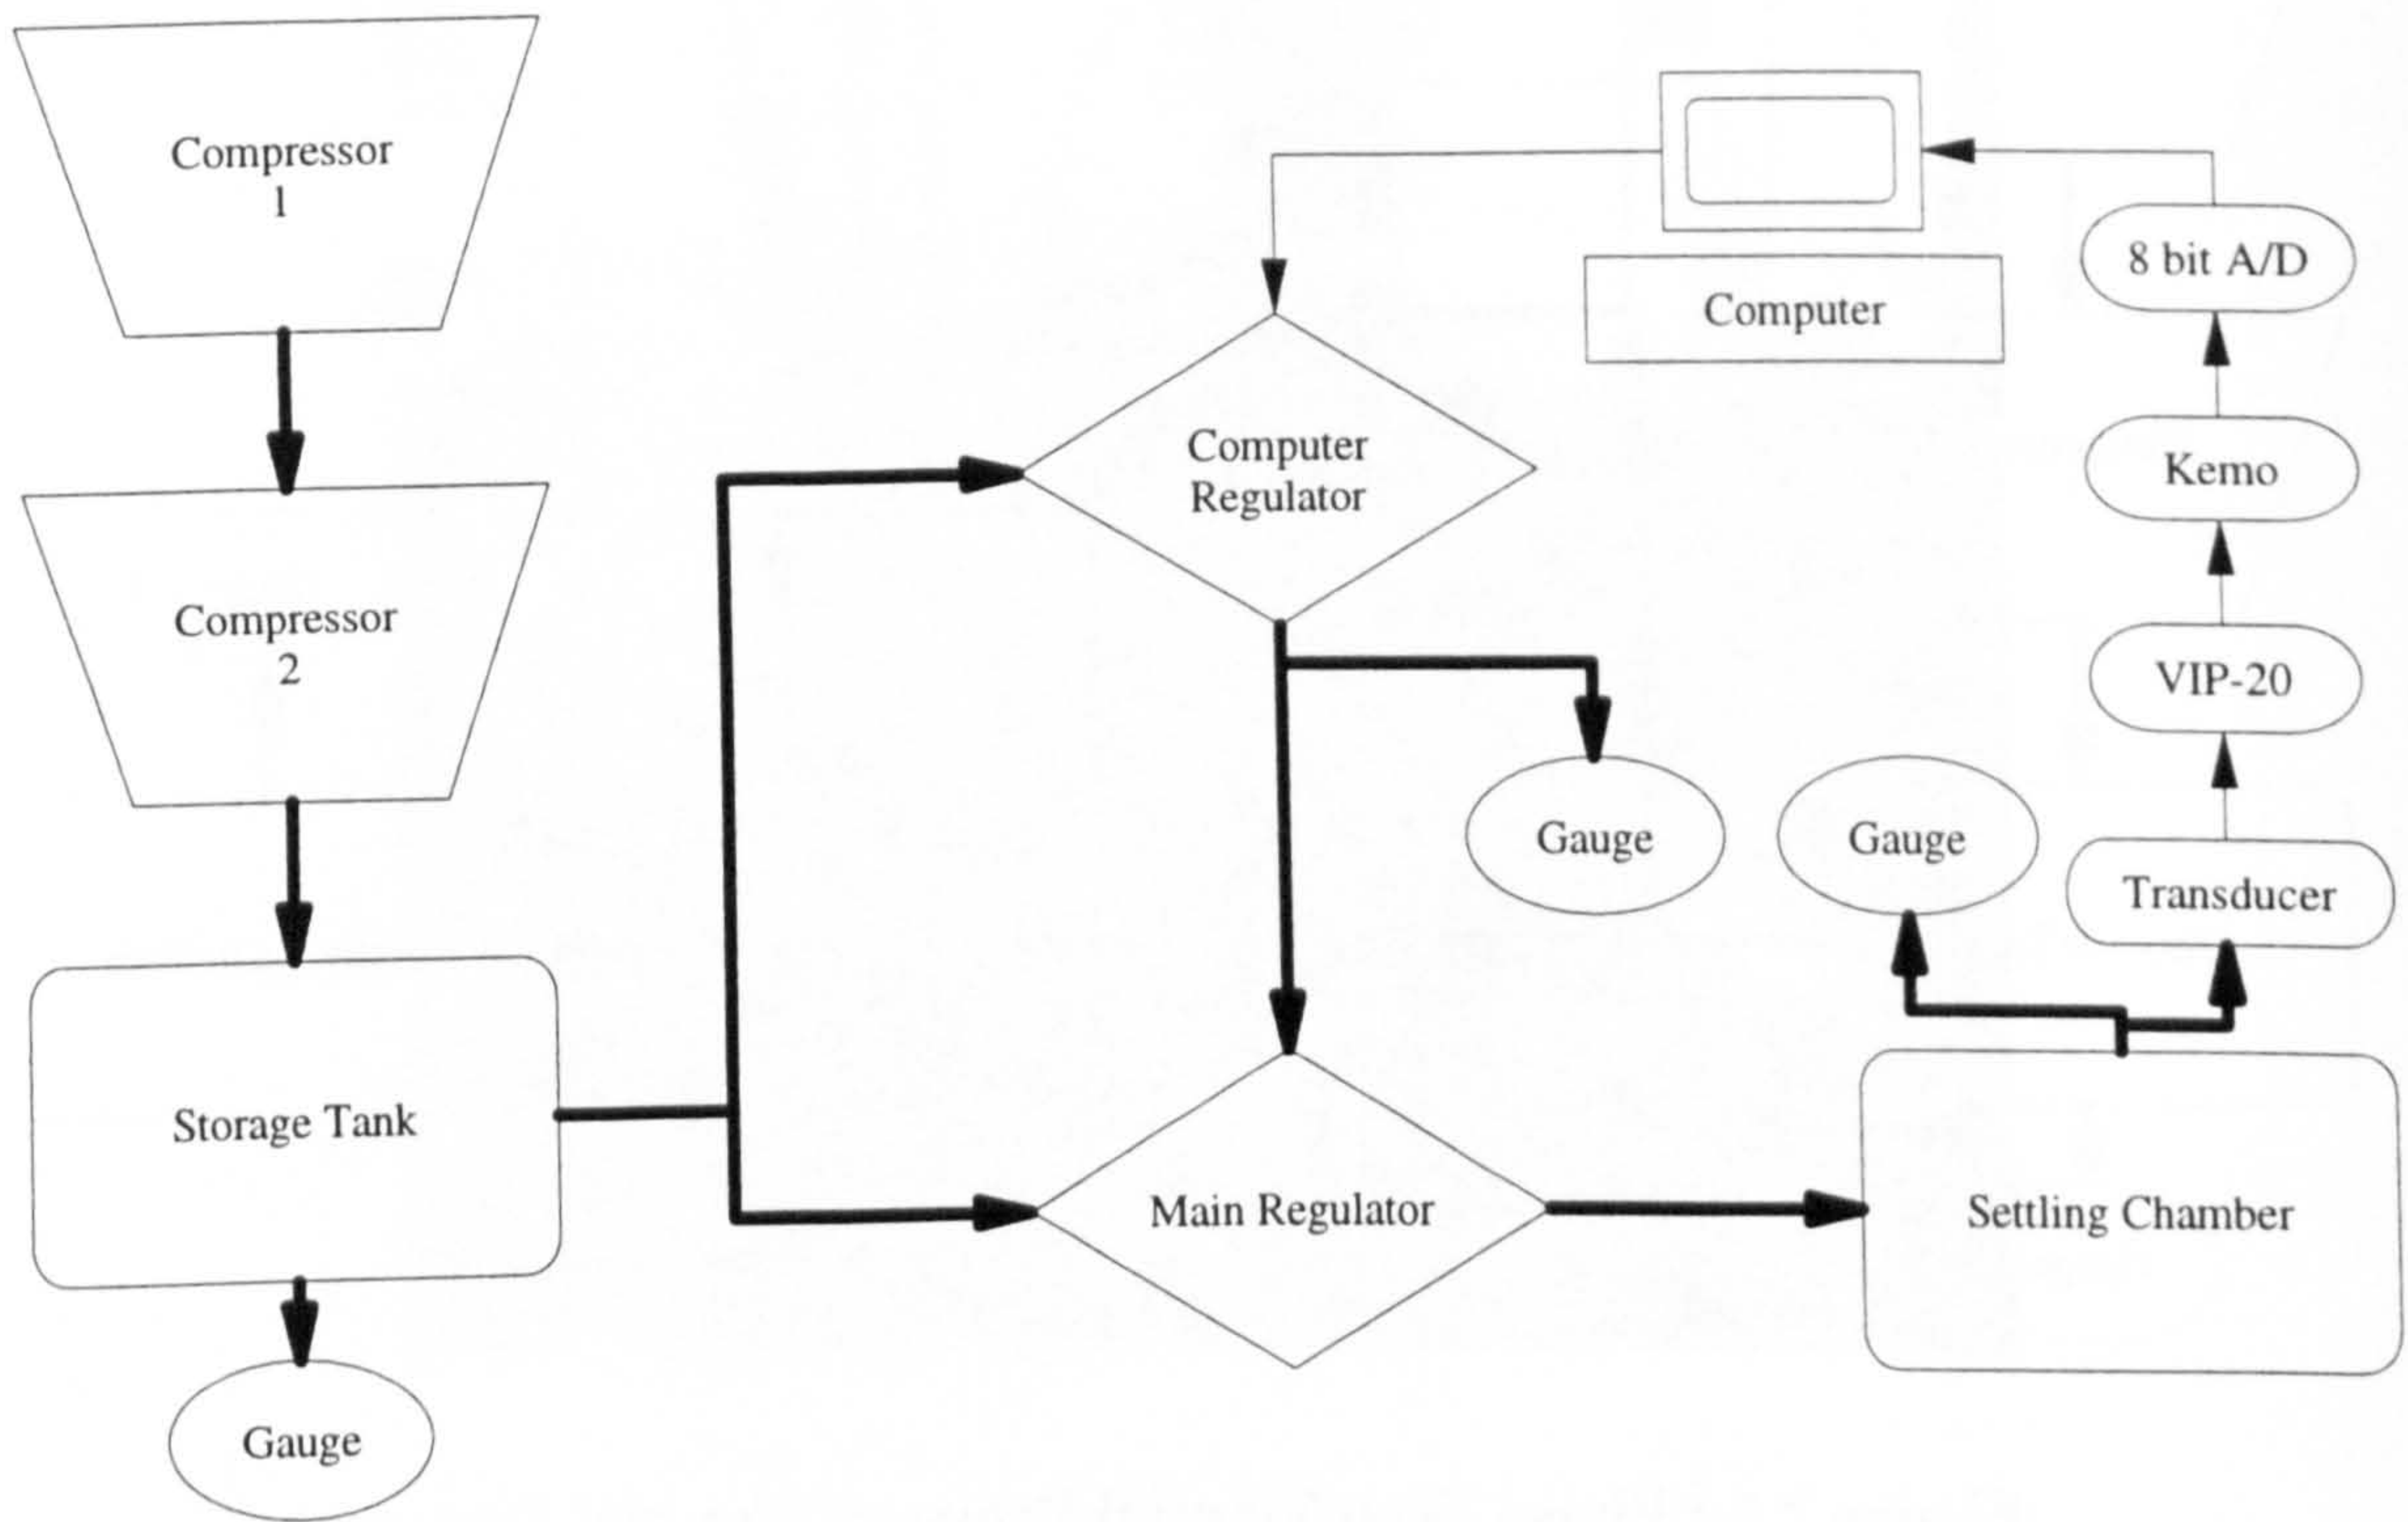 Compressor
1
Compressor
2
Storage Tank
Gauge
Computer
Regulator
Main Regulator
Gauge
Gauge
Computer
8 bit A/D
Kemo
VIP-20
Transducer
Settling Chamber